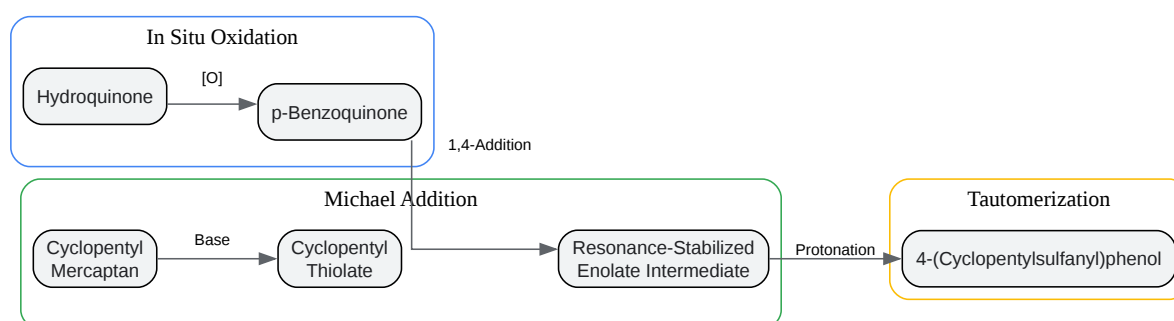 In Situ Oxidation
Hydroquinone
[O]
p-Benzoquinone
1,4-Addition
Michael Addition
Cyclopentyl
Mercaptan
Base
Cyclopentyl
Thiolate
Resonance-Stabilized
Enolate Intermediate
Protonation
Tautomerization
4-(Cyclopentylsulfanyl)phenol